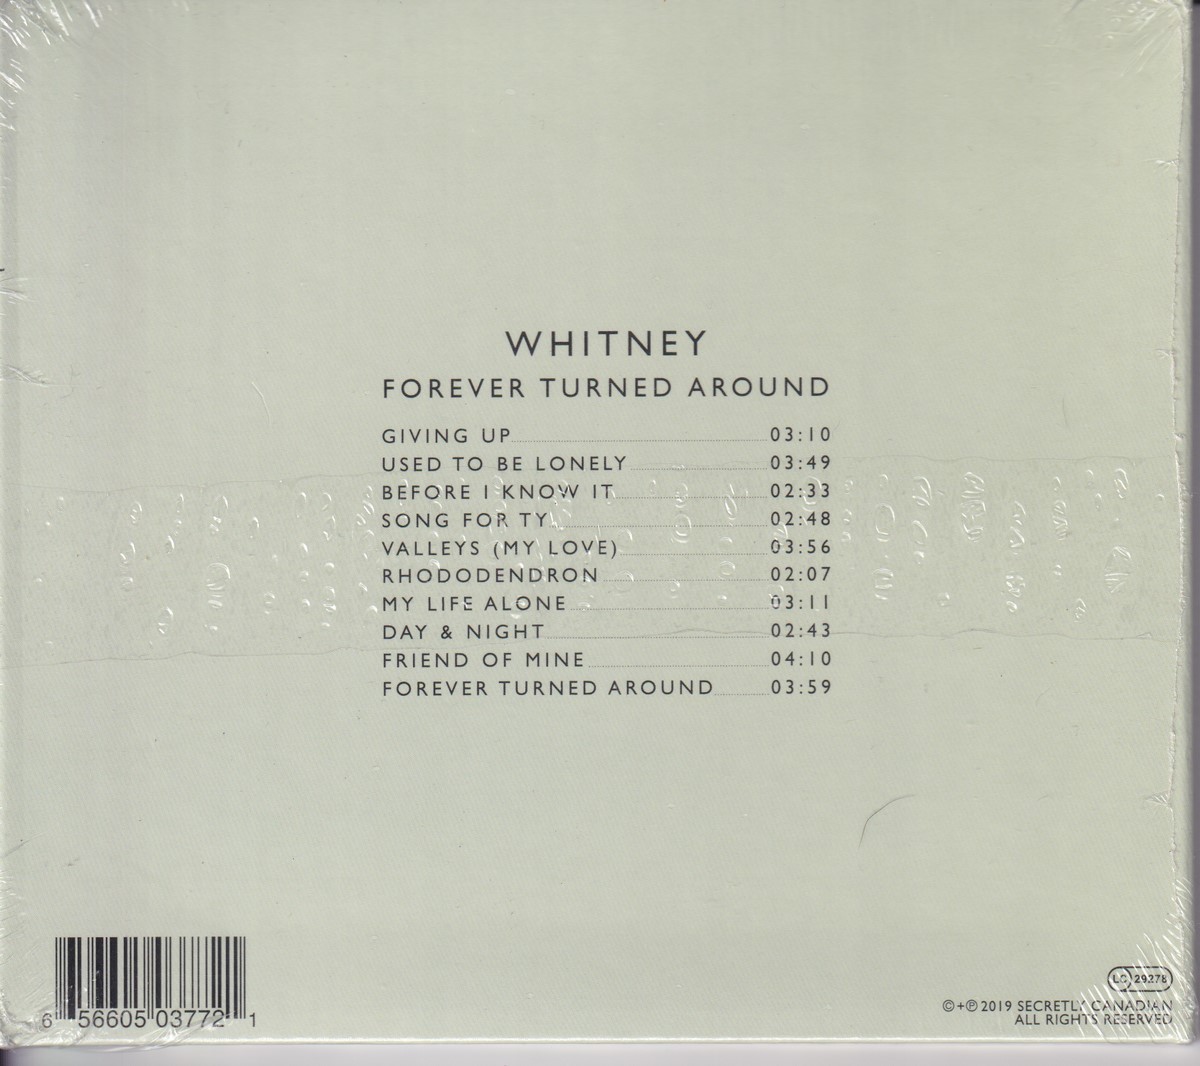 WHITNEY
FOREVER TURNED AROUND
GIVING UP 03:10
USED TO BE LONELY 03:49
BEFORE I KNOW IT 02:33
SONG FOR TY 02:48
VALLEYS (MY LOVE) 03:56
RHODODENDRON 02:07
MY LIFE ALONE 03:11
DAY & NIGHT 02:43
FRIEND OF MINE 04:10
FOREVER TURNED AROUND 03:59
6 56605 03772 1
LC 29278
©+℗ 2019 SECRETLY CANADIAN
ALL RIGHTS RESERVED